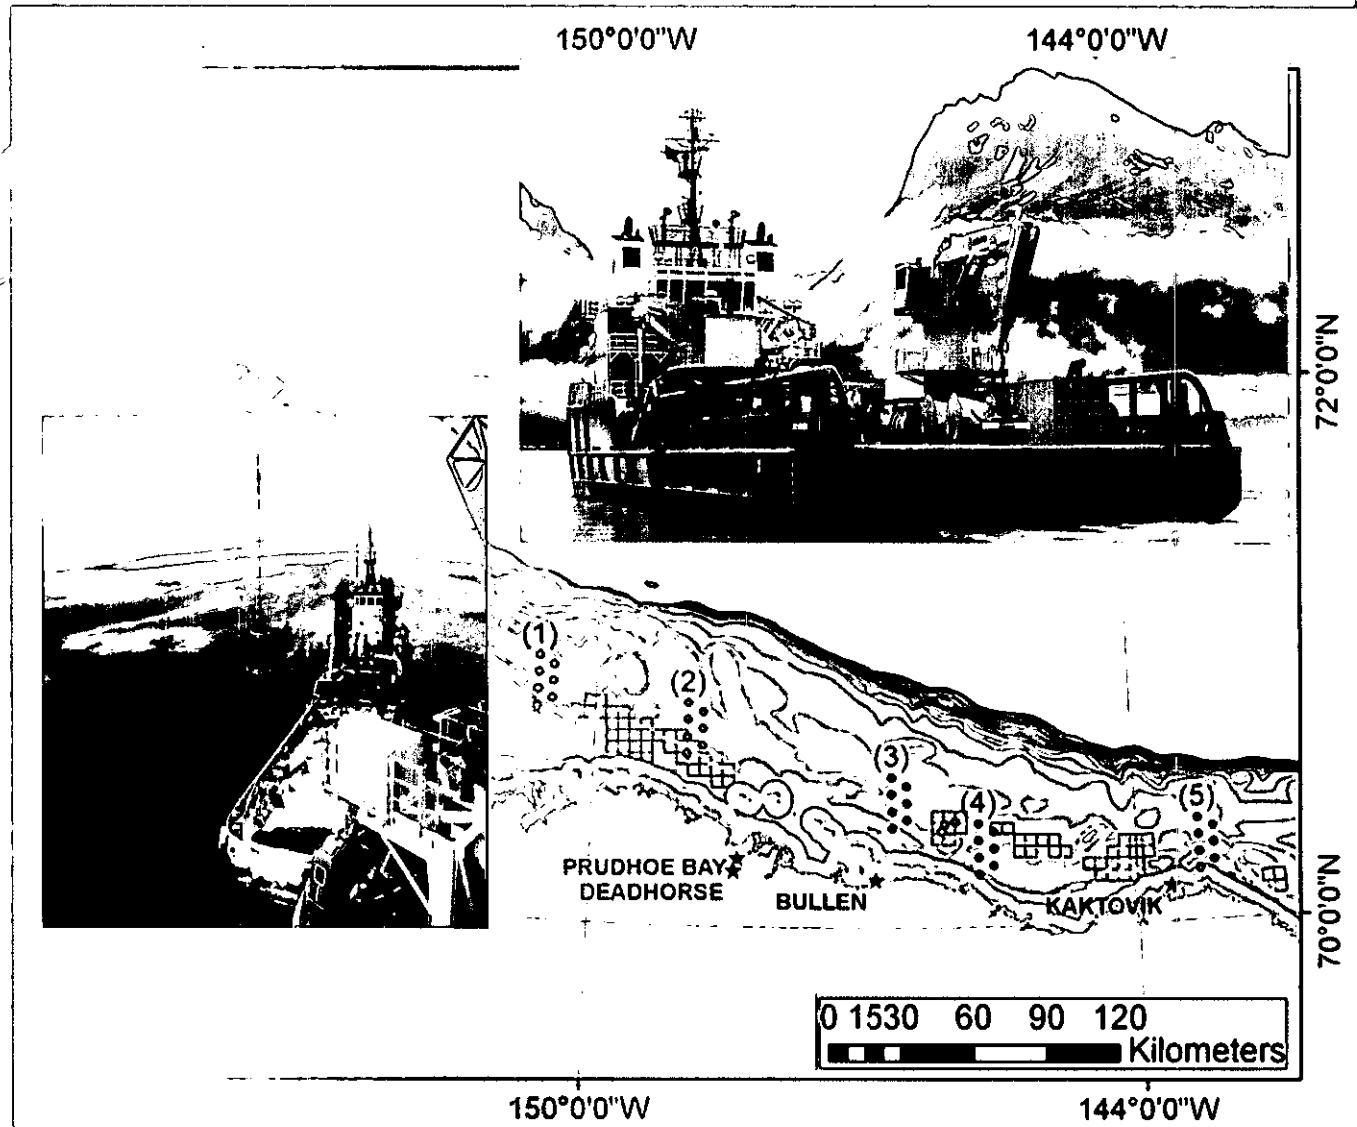 150°0'0"W
144°0'0"W
72°0'0"N
(1)
(2)
(3)
(4)
(5)
PRUDHOE BAY
DEADHORSE
BULLEN
KAKTOVIK
70°0'0"N
0 1530 60 90 120
Kilometers
150°0'0"W
144°0'0"W